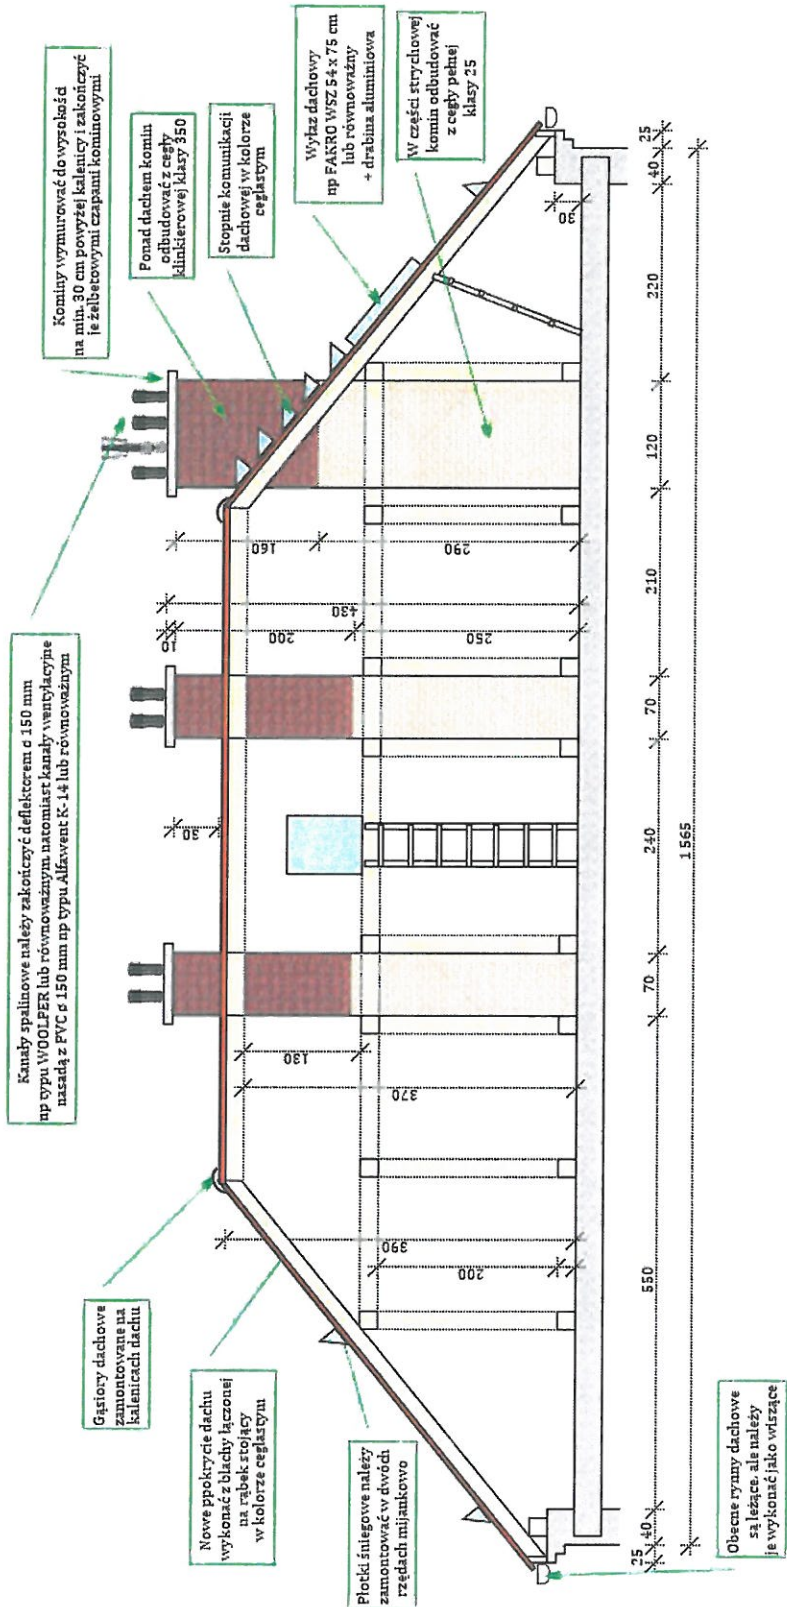 Kominy wymurować do wysokości
na min. 30 cm powyżej kalenicy i zakończyć
je żelbetowymi czapami kominowymi
Ponad dachem komin
odbudować z cegły
klinkierowej klasy 350
Stopnie komunikacji
dachowej w kolorze
ceglastym
Wyłaz dachowy
np FAKRO WSZ 54 x 75 cm
lub równoważny
+ drabina aluminiowa
W części strychowej
komin odbudować
z cegły pełnej
klasy 25
Kanały spalinowe należy zakończyć deflektorem ø 150 mm
np typu WOOLPER lub równoważnym natomiast kanały wentylacyjne
nasadą z PVC ø 150 mm np typu Alfawent K-14 lub równoważnym
Gąsiory dachowe
zamontowane na
kalenicach dachu
Nowe ppokrycie dachu
wykonać z blachy łączonej
na rąbek stojący
w kolorze ceglastym
Płotki śniegowe należy
zamontować w dwóch
rzędach mijankowo
Obecne rynny dachowe
są leżące. ale należy
je wykonać jako wiszące
390
200
370
130
10
200
250
430
160
290
30
25
40
550
70
240
70
210
120
220
40
25
1 565